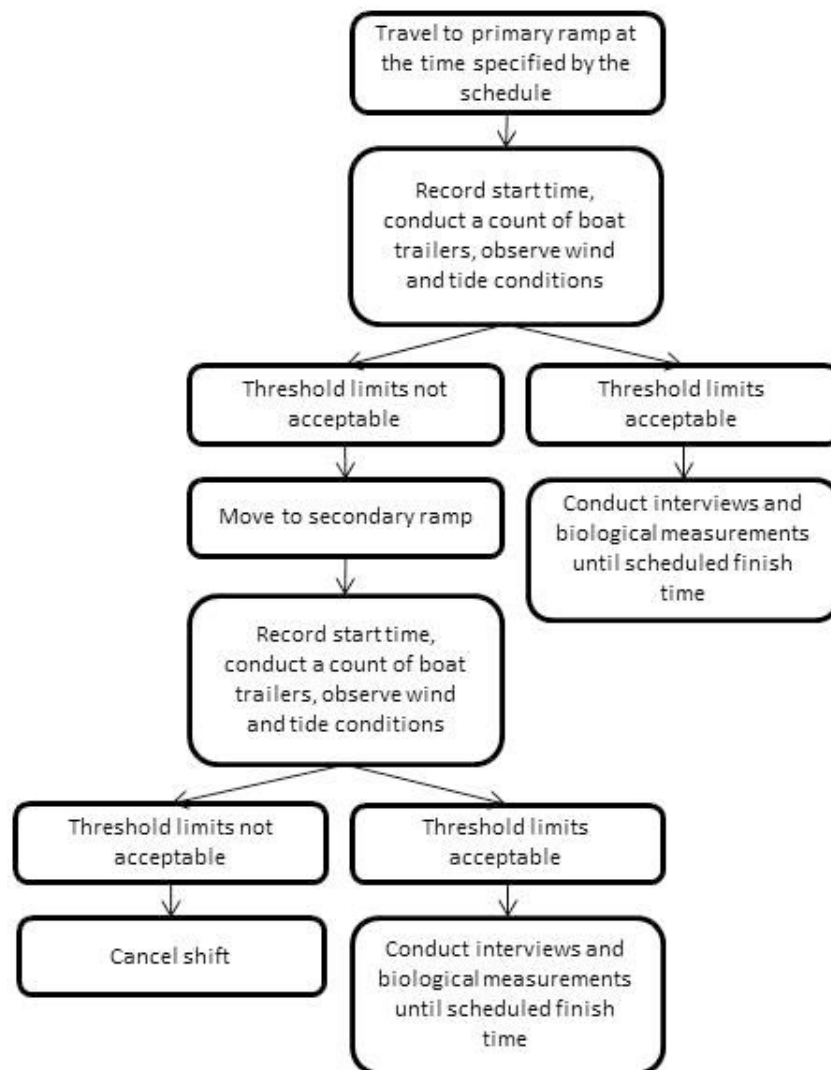 Travel to primary ramp at
the time specified by the
schedule
Record start time,
conduct a count of boat
trailers, observe wind
and tide conditions
Threshold limits not
acceptable
Threshold limits
acceptable
Move to secondary ramp
Conduct interviews and
biological measurements
until scheduled finish
time
Record start time,
conduct a count of boat
trailers, observe wind
and tide conditions
Threshold limits not
acceptable
Threshold limits
acceptable
Cancel shift
Conduct interviews and
biological measurements
until scheduled finish
time